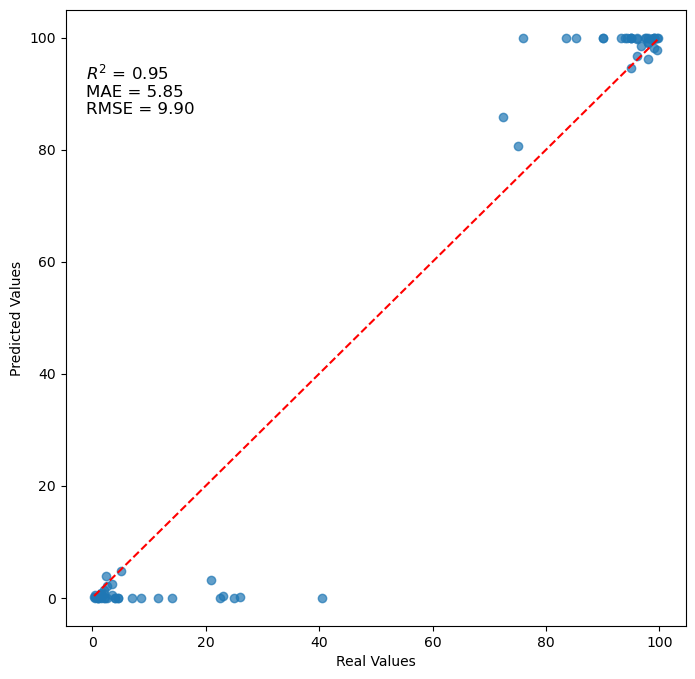 100
R² = 0.95
MAE = 5.85
RMSE = 9.90
80
60
40
20
0
Predicted Values
0 20 40 60 80 100
Real Values